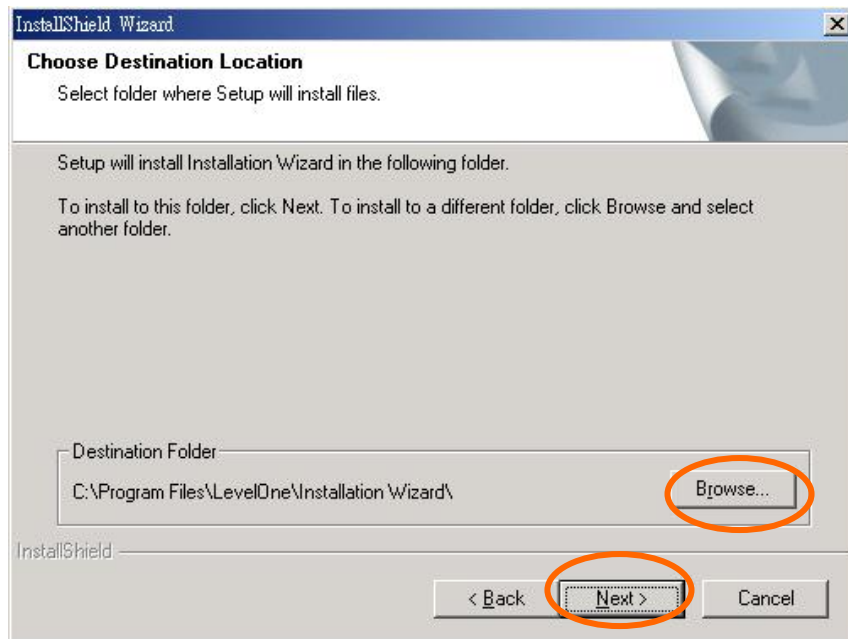 InstallShield Wizard
Choose Destination Location
Select folder where Setup will install files.
Setup will install Installation Wizard in the following folder.
To install to this folder, click Next. To install to a different folder, click Browse and select
another folder.
Destination Folder
C:\Program Files\LevelOne\Installation Wizard\
Browse...
InstallShield
< Back
Next >
Cancel